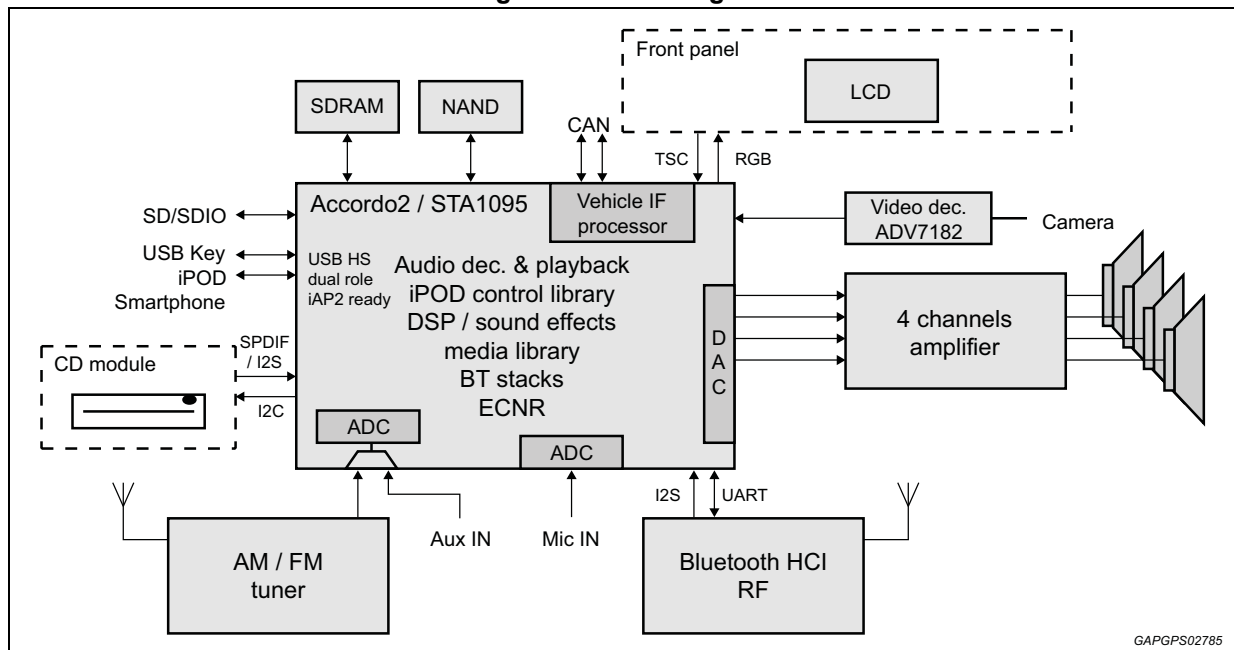 Front panel
LCD
SDRAM
NAND
CAN
TSC
RGB
Accordo2 / STA1095
Vehicle IF
processor
SD/SDIO
Video dec.
ADV7182
Camera
USB Key
iPOD
Smartphone
USB HS
dual role
iAP2 ready
Audio dec. & playback
iPOD control library
DSP / sound effects
media library
BT stacks
ECNR
D
A
C
4 channels
amplifier
SPDIF
/ I2S
CD module
I2C
ADC
ADC
I2S
UART
Aux IN
Mic IN
AM / FM
tuner
Bluetooth HCI
RF
GAPGPS02785